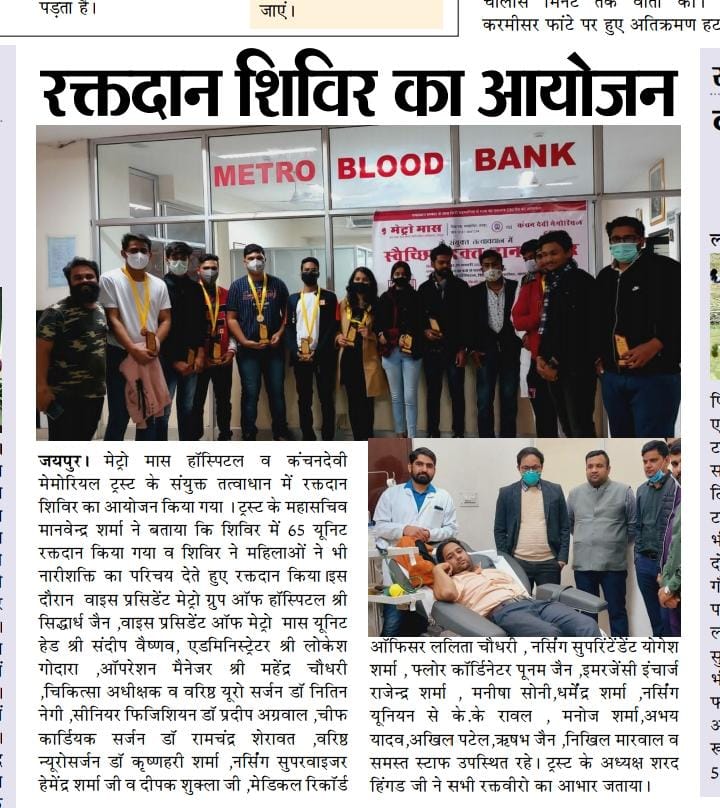 पड़ता है।
जाएं।
चालीस मिनट तक वार्ता की।
करमीसर फांटे पर हुए अतिक्रमण हट
रक्तदान शिविर का आयोजन
METRO BLOOD BANK
मेट्रो मास
एवं कंचन देवी मेमोरियल
के संयुक्त तत्वावधान में
जयपुर। मेट्रो मास हॉस्पिटल व कंचनदेवी
मेमोरियल ट्रस्ट के संयुक्त तत्वाधान में रक्तदान
शिविर का आयोजन किया गया ।ट्रस्ट के महासचिव
मानवेन्द्र शर्मा ने बताया कि शिविर में 65 यूनिट
रक्तदान किया गया व शिविर ने महिलाओं ने भी
नारीशक्ति का परिचय देते हुए रक्तदान किया।इस
दौरान वाइस प्रसिडेंट मेट्रो ग्रुप ऑफ हॉस्पिटल श्री
सिद्धार्थ जैन ,वाइस प्रसिडेंट ऑफ मेट्रो मास यूनिट
हेड श्री संदीप वैष्णव, एडमिनिस्ट्रेटर श्री लोकेश
गोदारा ,ऑपरेशन मैनेजर श्री महेंद्र चौधरी
,चिकित्सा अधीक्षक व वरिष्ठ यूरो सर्जन डॉ नितिन
नेगी ,सीनियर फिजिशियन डॉ प्रदीप अग्रवाल ,चीफ
कार्डियक सर्जन डॉ रामचंद्र शेरावत ,वरिष्ठ
न्यूरोसर्जन डॉ कृष्णहरी शर्मा ,नर्सिंग सुपरवाइजर
हेमेंद्र शर्मा जी व दीपक शुक्ला जी ,मेडिकल रिकॉर्ड
ऑफिसर ललिता चौधरी , नर्सिंग सुपरिंटेंडेंट योगेश
शर्मा , फ्लोर कॉर्डिनेटर पूनम जैन ,इमरजेंसी इंचार्ज
राजेन्द्र शर्मा , मनीषा सोनी,धर्मेंद्र शर्मा ,नर्सिंग
यूनियन से के.के रावल , मनोज शर्मा,अभय
यादव,अखिल पटेल,ऋषभ जैन ,निखिल मारवाल व
समस्त स्टाफ उपस्थित रहे। ट्रस्ट के अध्यक्ष शरद
हिंगड जी ने सभी रक्तवीरो का आभार जताया।